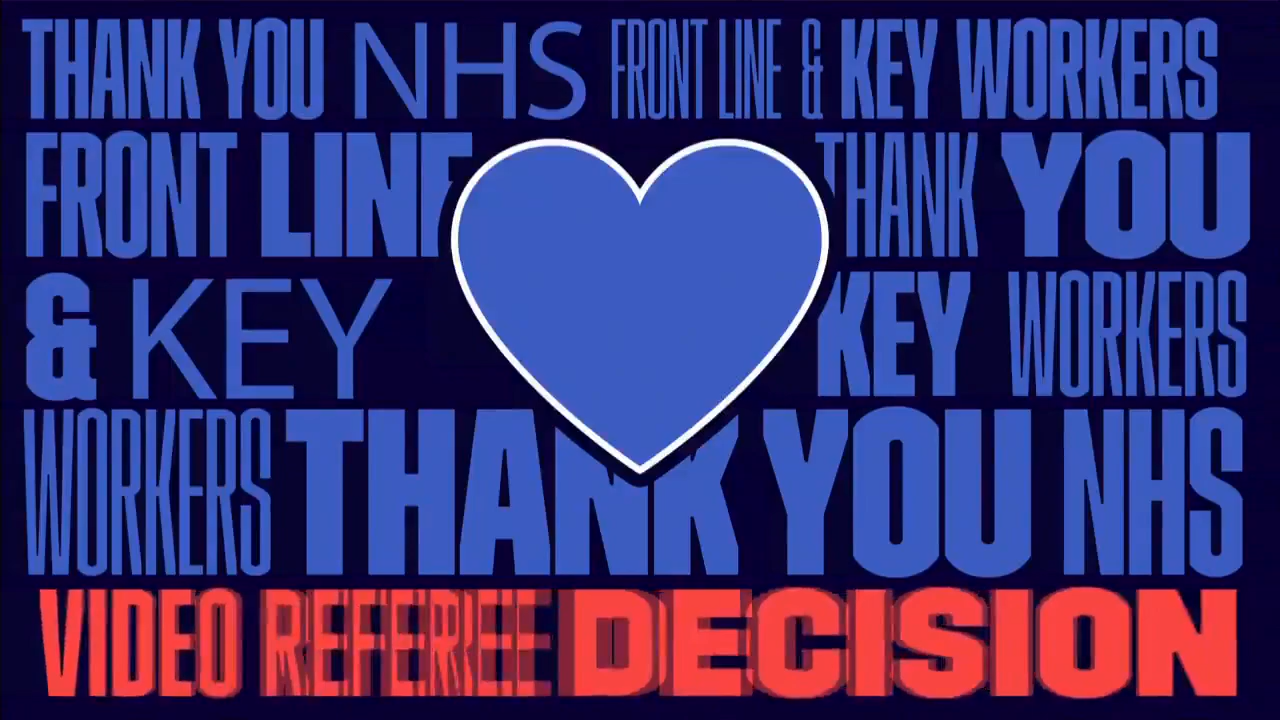 THANK YOU NHS FRONT LINE & KEY WORKERS
FRONT LINE THANK YOU
& KEY KEY WORKERS
WORKERS THANK YOU NHS
VIDEO REFEREE DECISION